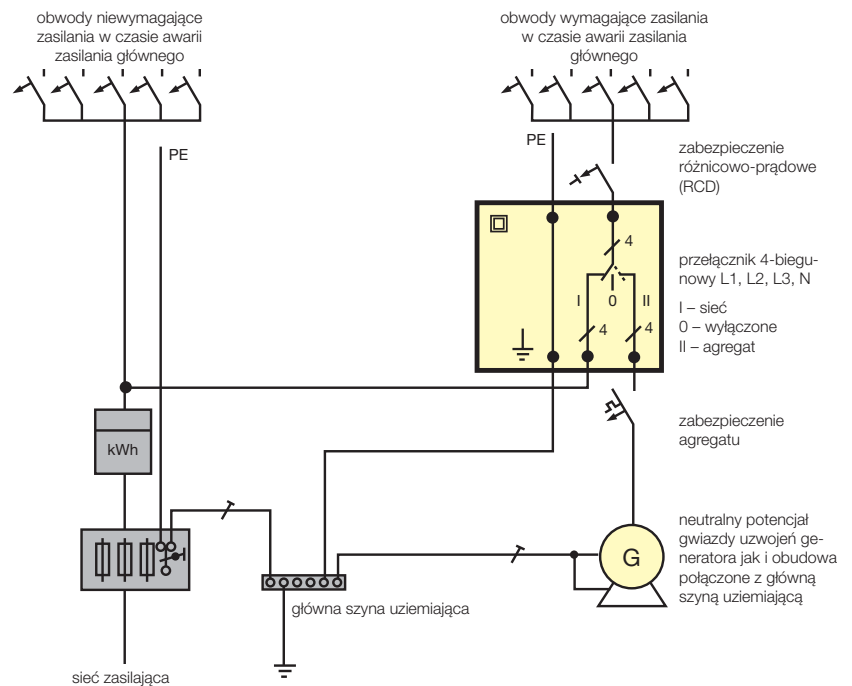 obwody niewymagające
zasilania w czasie awarii
zasilania głównego
obwody wymagające zasilania
w czasie awarii zasilania
głównego
PE
PE
zabezpieczenie
różnicowo-prądowe
(RCD)
4
I
0
II
4
4
przełącznik 4-biegu-
nowy L1, L2, L3, N
I – sieć
0 – wyłączone
II – agregat
zabezpieczenie
agregatu
kWh
G
neutralny potencjał
gwiazdy uzwojeń ge-
neratora jak i obudowa
połączone z główną
szyną uziemiającą
główna szyna uziemiająca
sieć zasilająca